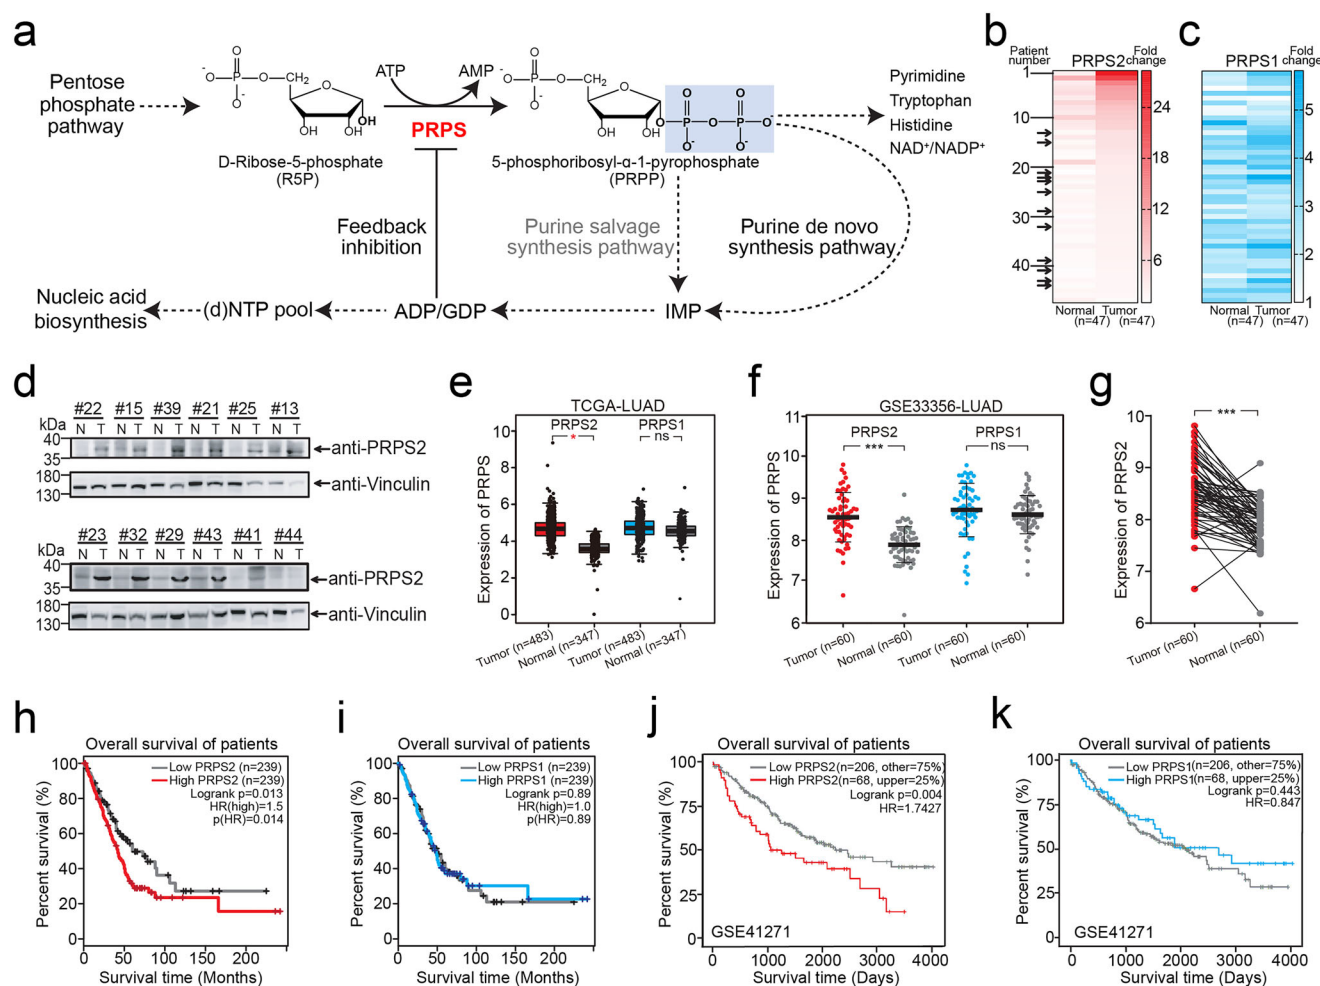 a
Pentose
phosphate
pathway
O
-O
P
O
CH2
O-
O
OH
OH
OH
D-Ribose-5-phosphate
(R5P)
ATP
AMP
PRPS
O
-O
P
O
CH2
O-
O
OH
OH
O
O
O
P
O
P
O-
O-
O-
5-phosphoribosyl-α-1-pyrophosphate
(PRPP)
Pyrimidine
Tryptophan
Histidine
NAD+/NADP+
Feedback
inhibition
Purine salvage
synthesis pathway
Purine de novo
synthesis pathway
Nucleic acid
biosynthesis
(d)NTP pool
ADP/GDP
IMP
b
Patient
number
PRPS2
Fold
change
1
10
20
30
40
24
18
12
6
Normal
(n=47)
Tumor
(n=47)
c
PRPS1
Fold
change
5
4
3
2
1
Normal
(n=47)
Tumor
(n=47)
d
#22 #15 #39 #21 #25 #13
kDa N T N T N T N T N T N T
40
35
anti-PRPS2
180
130
anti-Vinculin
#23 #32 #29 #43 #41 #44
kDa N T N T N T N T N T N T
40
35
anti-PRPS2
180
130
anti-Vinculin
e
TCGA-LUAD
PRPS2 PRPS1
* ns
Expression of PRPS
10
8
6
4
2
0
Tumor (n=483)
Normal (n=347)
Tumor (n=483)
Normal (n=347)
f
GSE33356-LUAD
PRPS2 PRPS1
*** ns
Expression of PRPS
11
10
9
8
7
6
Tumor (n=60)
Normal (n=60)
Tumor (n=60)
Normal (n=60)
g
***
Expression of PRPS2
10
9
8
7
6
Tumor (n=60)
Normal (n=60)
h
Overall survival of patients
Low PRPS2 (n=239)
High PRPS2 (n=239)
Logrank p=0.013
HR(high)=1.5
p(HR)=0.014
Percent survival (%)
100
80
60
40
20
0
0 50 100 150 200
Survival time (Months)
i
Overall survival of patients
Low PRPS1 (n=239)
High PRPS1 (n=239)
Logrank p=0.89
HR(high)=1.0
p(HR)=0.89
Percent survival (%)
100
80
60
40
20
0
0 50 100 150 200
Survival time (Months)
j
Overall survival of patients
Low PRPS2(n=206, other=75%)
High PRPS2(n=68, upper=25%)
Logrank p=0.004
HR=1.7427
Percent survival (%)
100
75
50
25
0
GSE41271
0 1000 2000 3000 4000
Survival time (Days)
k
Overall survival of patients
Low PRPS1(n=206, other=75%)
High PRPS1(n=68, upper=25%)
Logrank p=0.443
HR=0.847
Percent survival (%)
100
75
50
25
0
GSE41271
0 1000 2000 3000 4000
Survival time (Days)